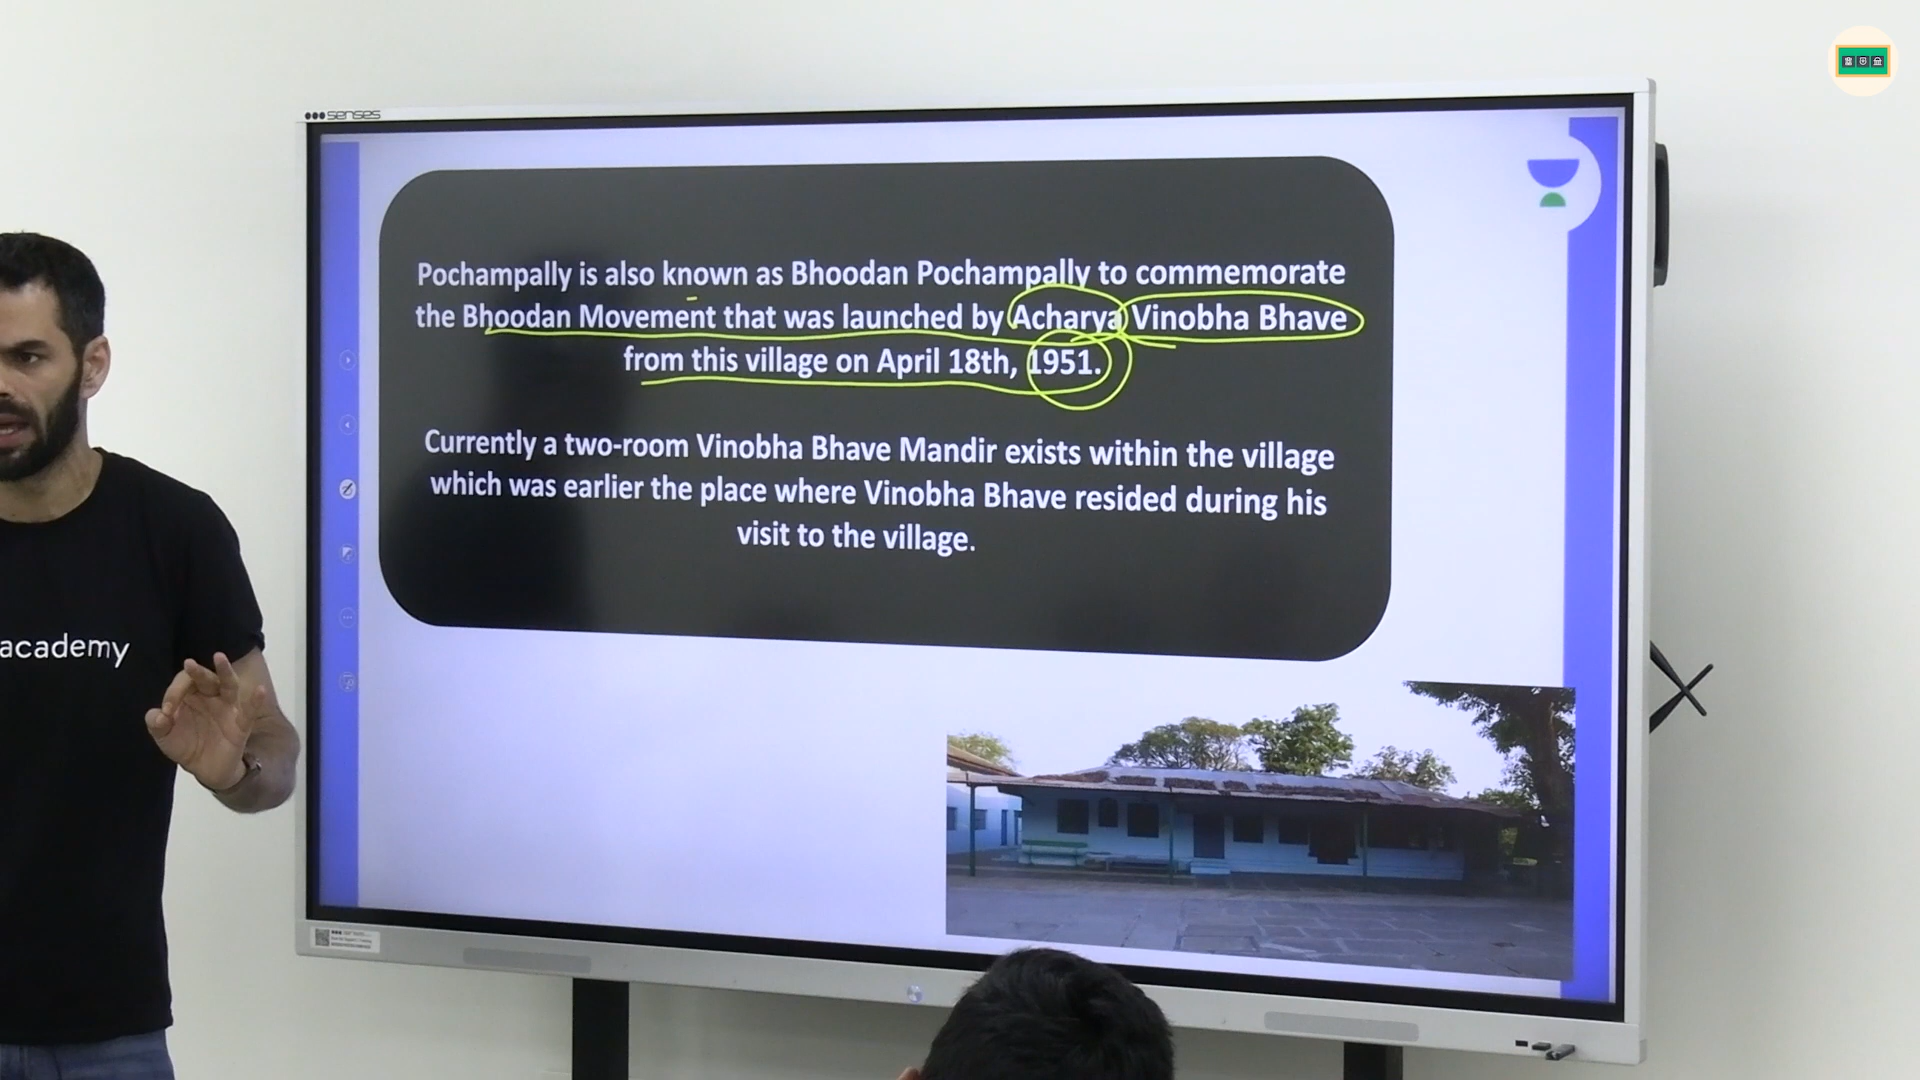 senses
Pochampally is also known as Bhoodan Pochampally to commemorate
the Bhoodan Movement that was launched by Acharya Vinobha Bhave
from this village on April 18th, 1951.
Currently a two-room Vinobha Bhave Mandir exists within the village
which was earlier the place where Vinobha Bhave resided during his
visit to the village.
academy